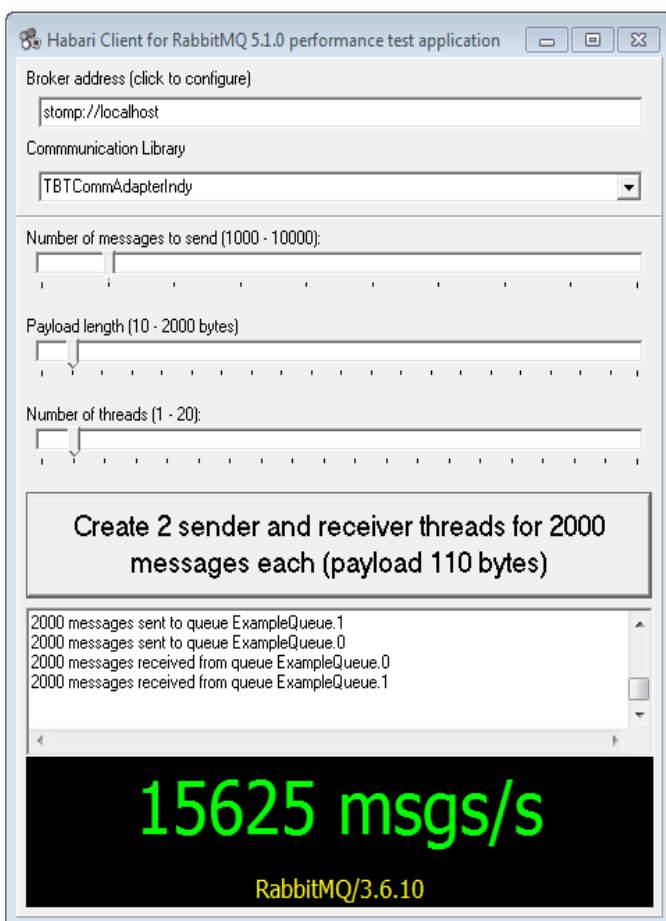 Habari Client for RabbitMQ 5.1.0 performance test application
Broker address (click to configure)
stomp://localhost
Commmunication Library
TBTCommAdapterIndy
Number of messages to send (1000 - 10000):
Payload length (10 - 2000 bytes)
Number of threads (1 - 20):
Create 2 sender and receiver threads for 2000
messages each (payload 110 bytes)
2000 messages sent to queue ExampleQueue.1
2000 messages sent to queue ExampleQueue.0
2000 messages received from queue ExampleQueue.0
2000 messages received from queue ExampleQueue.1
15625 msgs/s
RabbitMQ/3.6.10